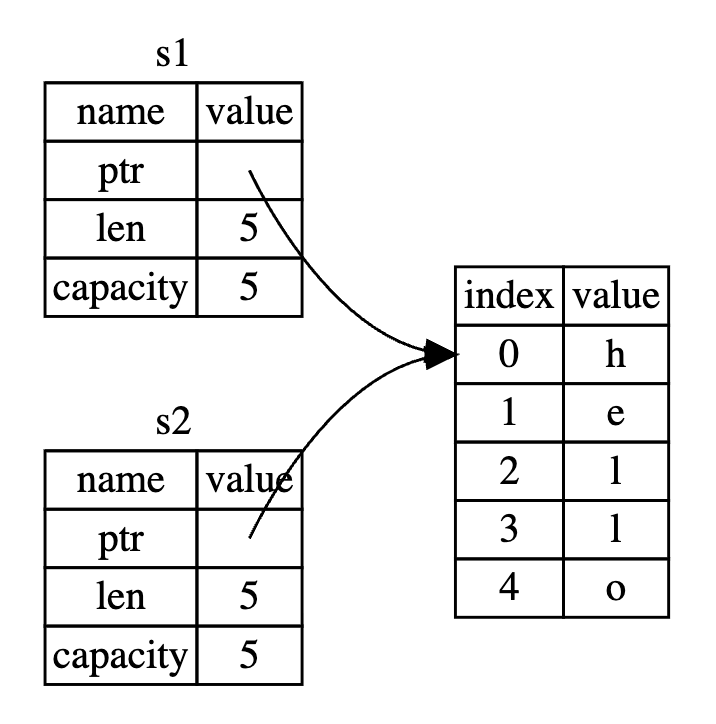 s1
name value
ptr
len 5
capacity 5
s2
name value
ptr
len 5
capacity 5
index value
0 h
1 e
2 l
3 l
4 o